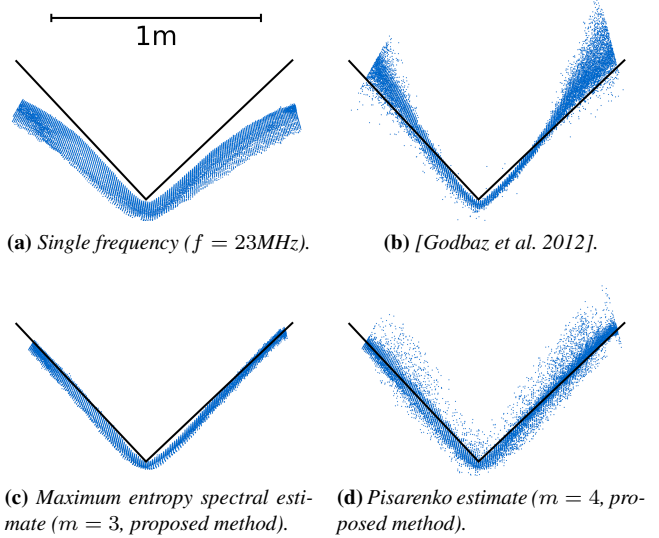 1m
(a) Single frequency (f = 23MHz).
(b) [Godbaz et al. 2012].
(c) Maximum entropy spectral esti-
mate (m = 3, proposed method).
(d) Pisarenko estimate (m = 4, pro-
posed method).